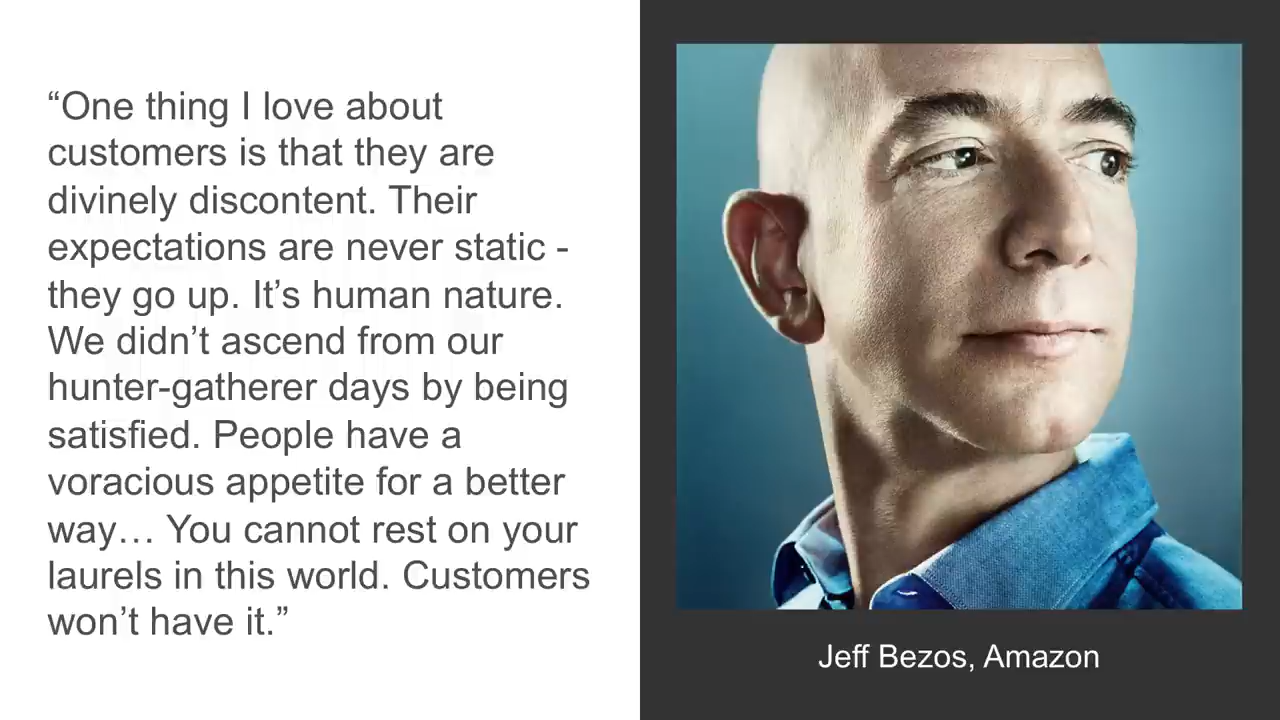 “One thing I love about
customers is that they are
divinely discontent. Their
expectations are never static -
they go up. It’s human nature.
We didn’t ascend from our
hunter-gatherer days by being
satisfied. People have a
voracious appetite for a better
way… You cannot rest on your
laurels in this world. Customers
won’t have it.”
Jeff Bezos, Amazon